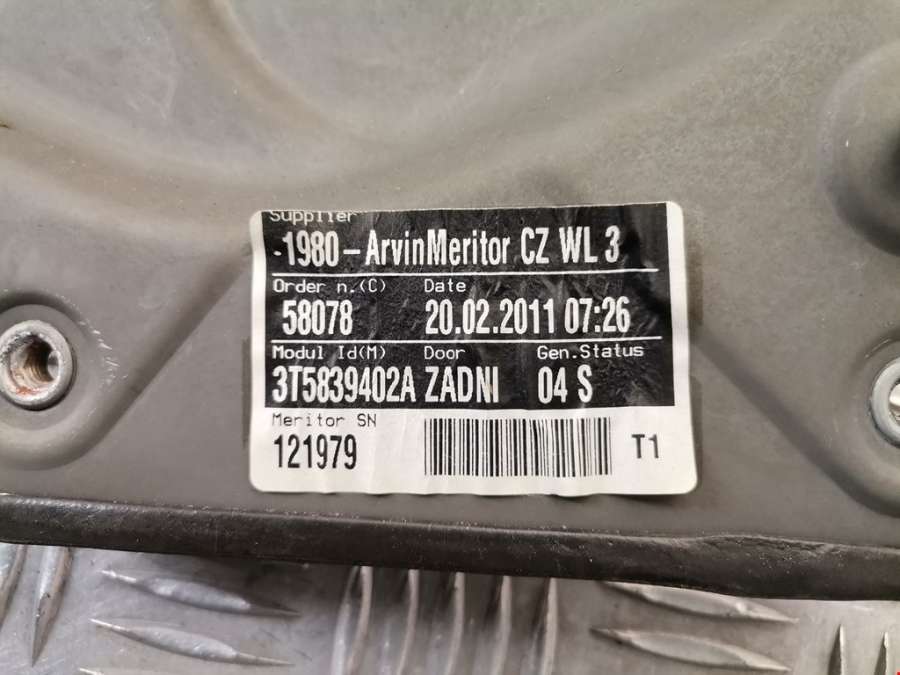 Supplier
-1980-ArvinMeritor CZ WL 3
Order n.(C) Date
58078 20.02.2011 07:26
Modul Id(M) Door Gen.Status
3T5839402A ZADNI 04 S
Meritor SN
121979 T1